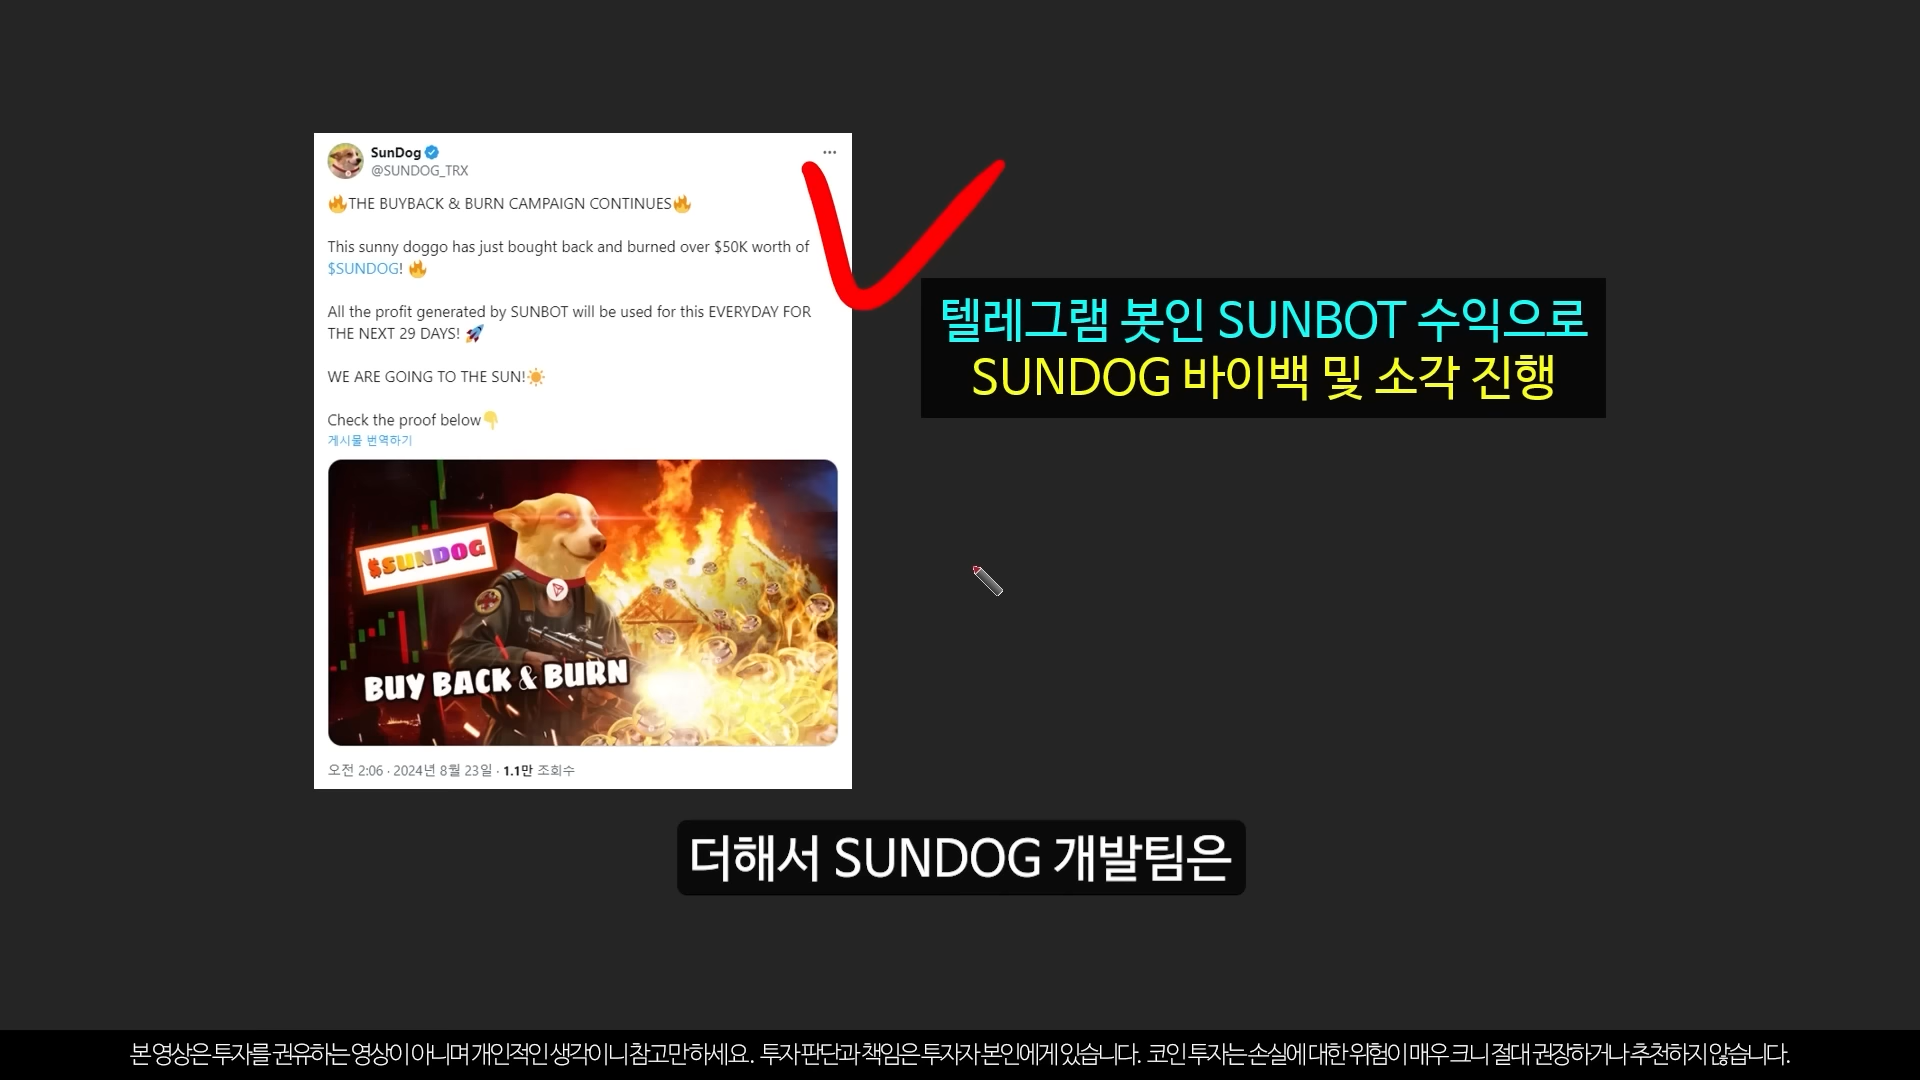 SunDog
@SUNDOG_TRX
🔥THE BUYBACK & BURN CAMPAIGN CONTINUES🔥
This sunny doggo has just bought back and burned over $50K worth of
$SUNDOG! 🔥
All the profit generated by SUNBOT will be used for this EVERYDAY FOR
THE NEXT 29 DAYS! 🚀
WE ARE GOING TO THE SUN!☀️
Check the proof below👇
게시물 번역하기
$SUNDOG
BUY BACK & BURN
오전 2:06 · 2024년 8월 23일 · 1.1만 조회수
텔레그램 봇인 SUNBOT 수익으로
SUNDOG 바이백 및 소각 진행
더해서 SUNDOG 개발팀은
본 영상은 투자를 권유하는 영상이 아니며 개인적인 생각이니 참고만 하세요. 투자 판단과 책임은 투자자 본인에게 있습니다. 코인 투자는 손실에 대한 위험이 매우 크니 절대 권장하거나 추천하지 않습니다.